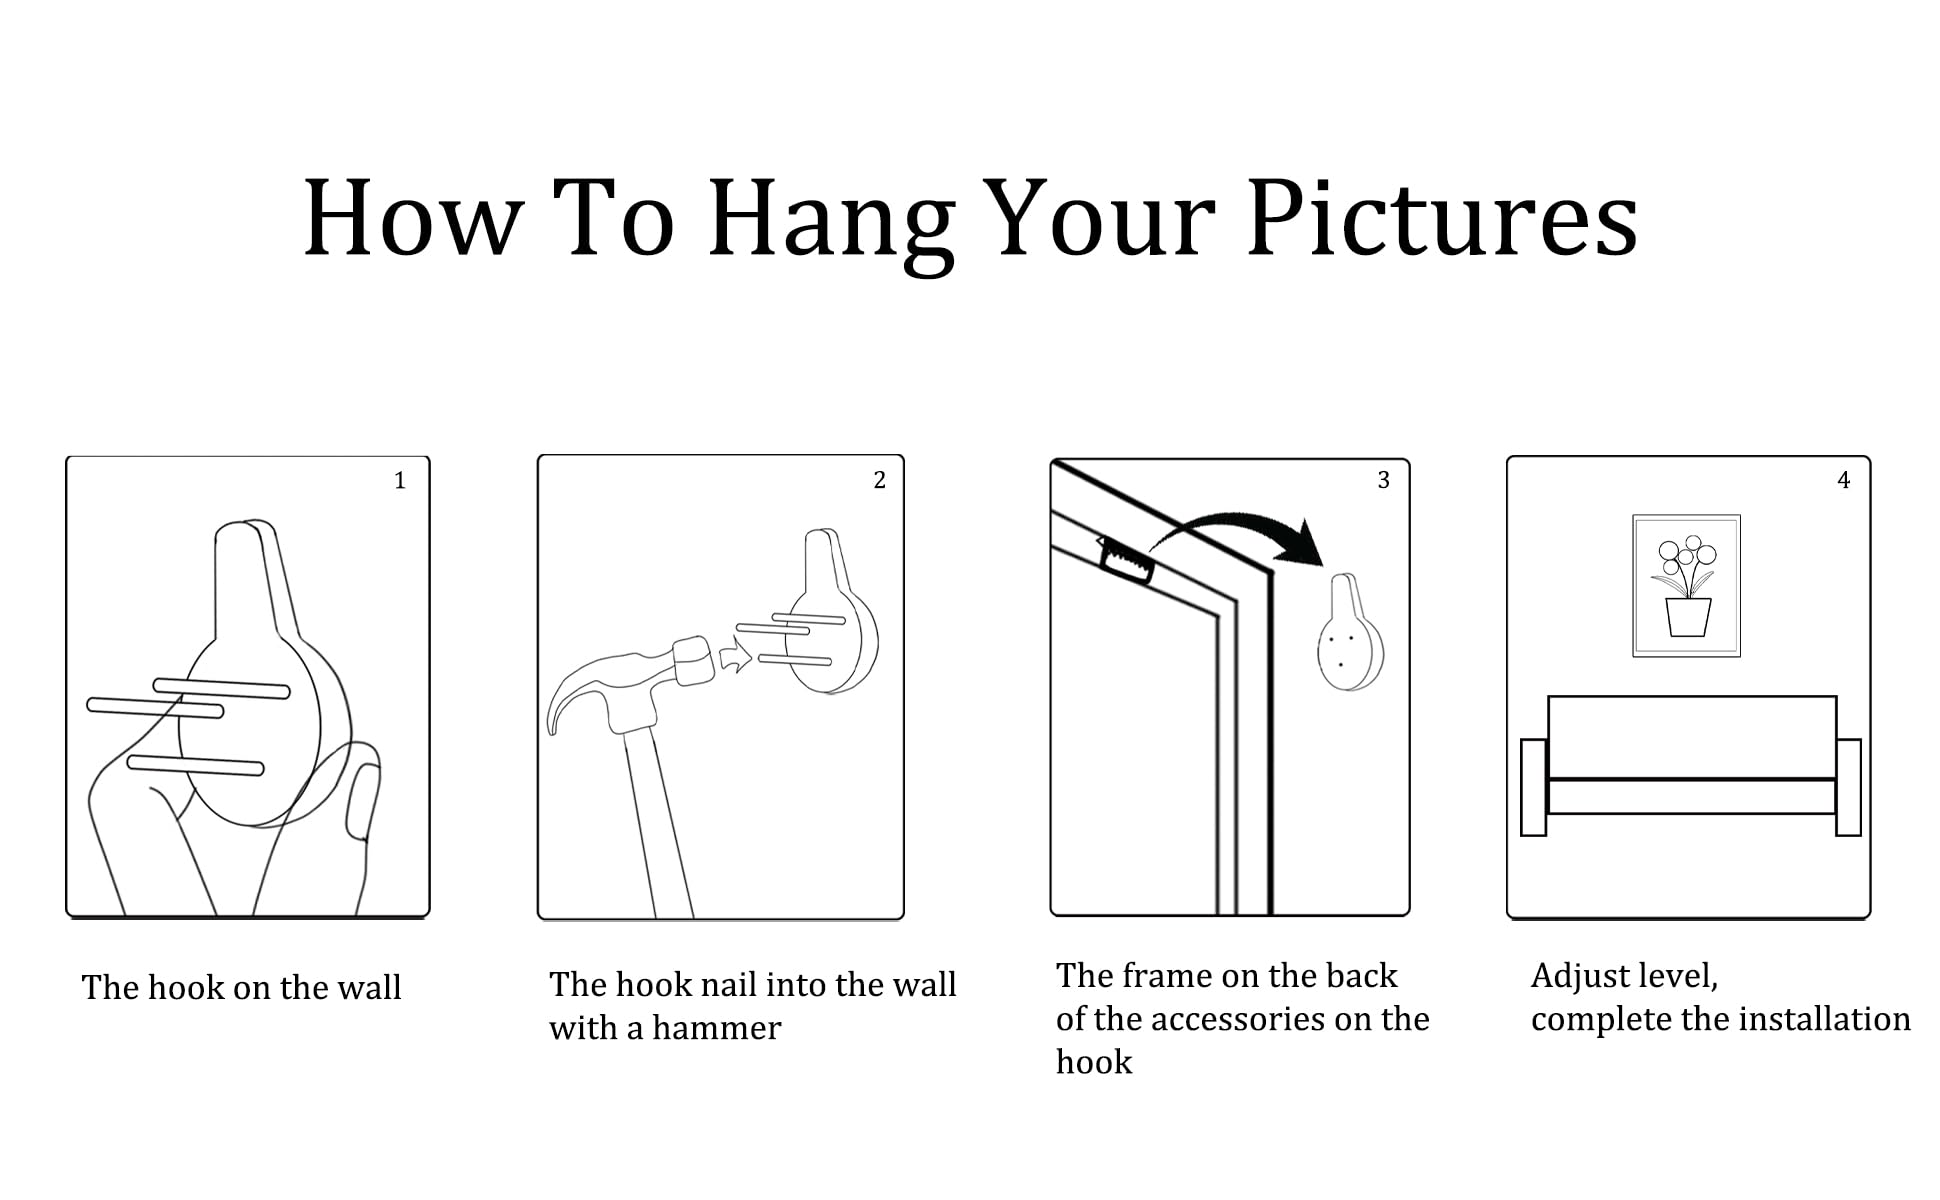 How To Hang Your Pictures
1
2
3
4
The hook on the wall
The hook nail into the wall
with a hammer
The frame on the back
of the accessories on the
hook
Adjust level,
complete the installation